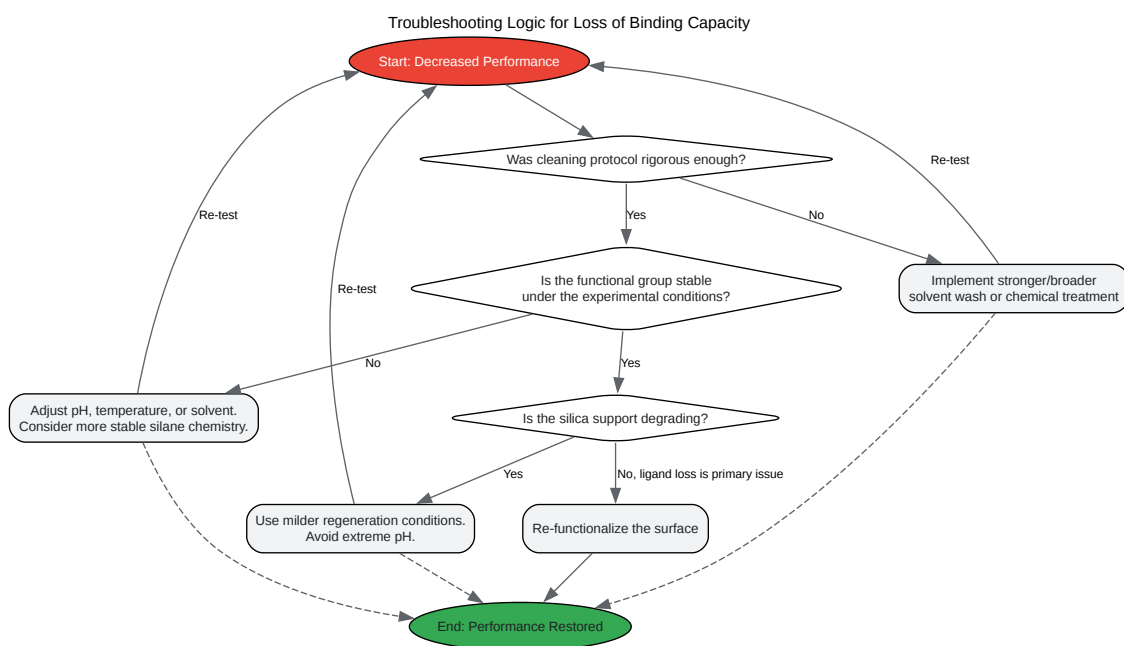 Troubleshooting Logic for Loss of Binding Capacity
Start: Decreased Performance
Was cleaning protocol rigorous enough?
Re-test
Re-test
Yes
No
Is the functional group stable
under the experimental conditions?
Implement stronger/broader
solvent wash or chemical treatment
Re-test
No
Yes
Adjust pH, temperature, or solvent.
Consider more stable silane chemistry.
Is the silica support degrading?
Yes
No, ligand loss is primary issue
Use milder regeneration conditions.
Avoid extreme pH.
Re-functionalize the surface
End: Performance Restored